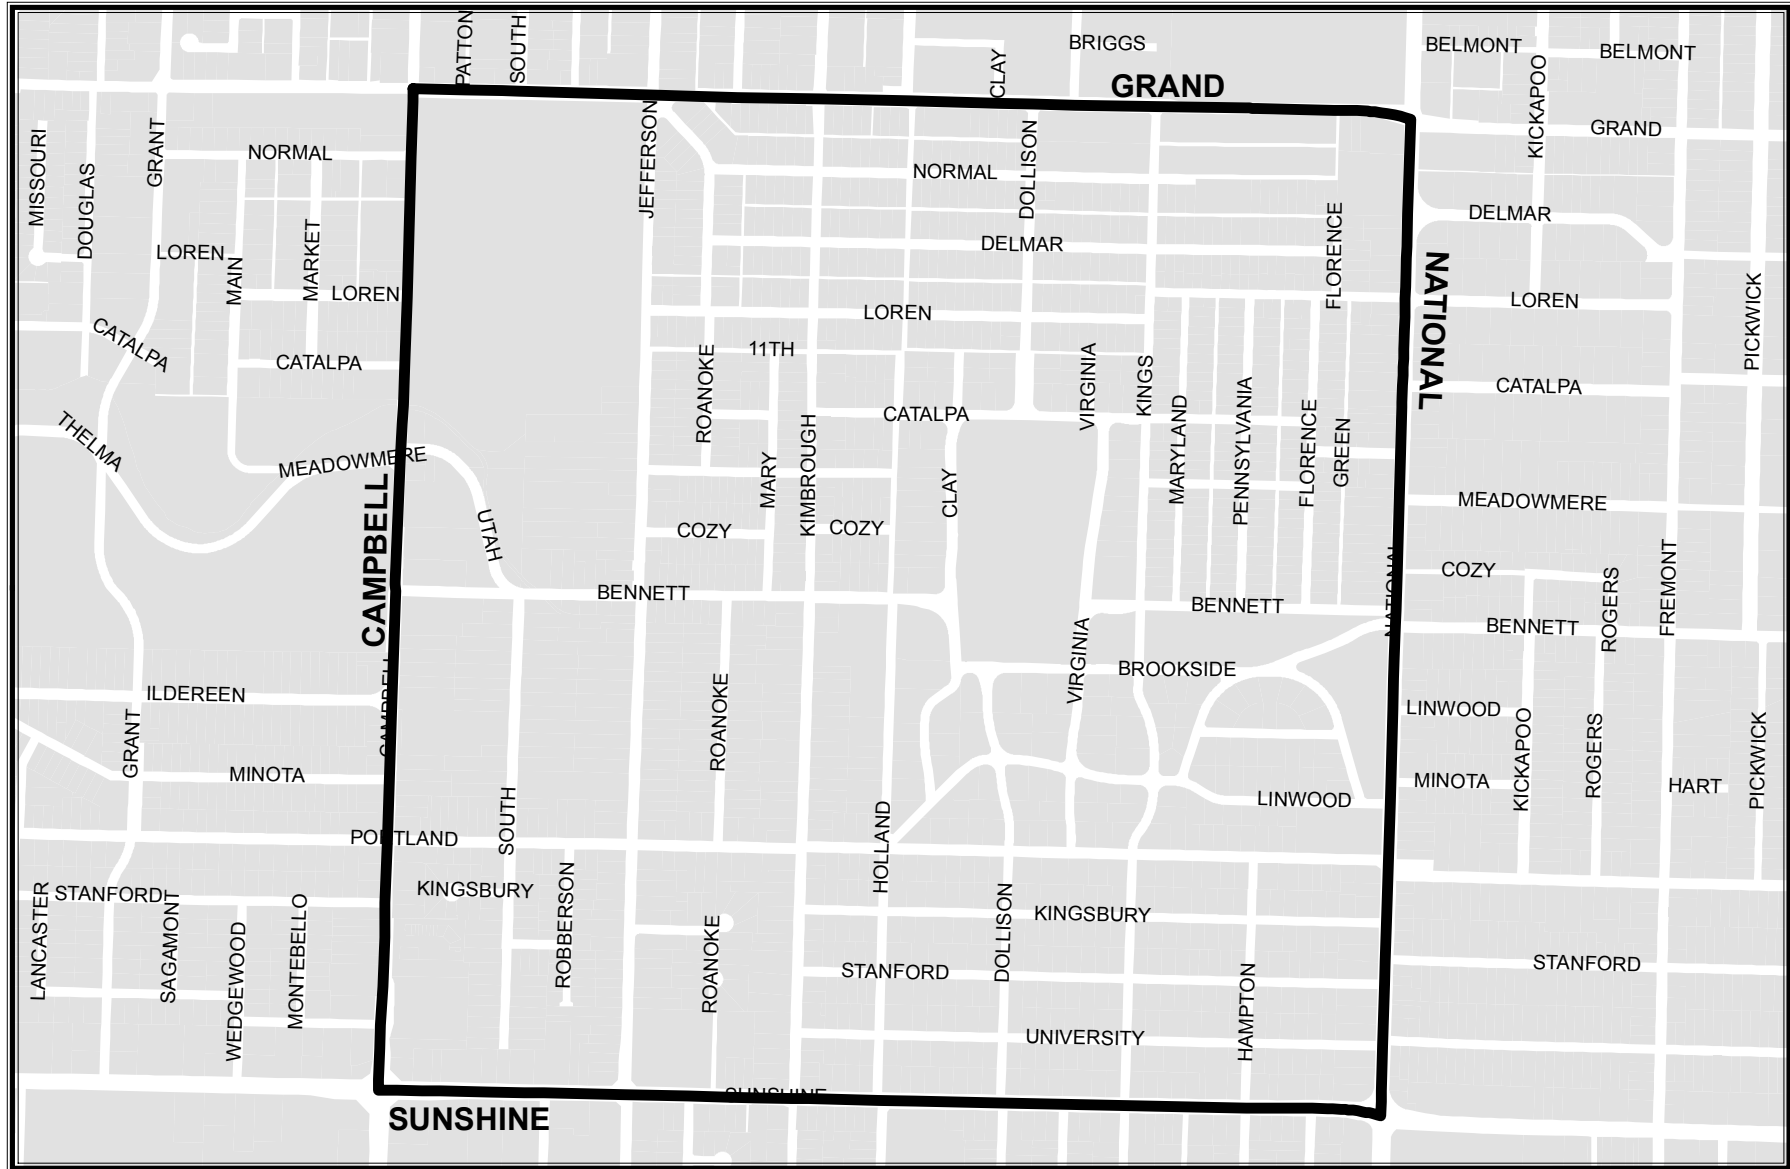 PATTON
SOUTH
CLAY
BRIGGS
BELMONT
BELMONT
KICKAPOO
GRAND
GRAND
MISSOURI
DOUGLAS
GRANT
NORMAL
JEFFERSON
NORMAL
DOLLISON
DELMAR
DELMAR
LOREN
MAIN
MARKET
LOREN
FLORENCE
NATIONAL
LOREN
PICKWICK
LOREN
CATALPA
CATALPA
11TH
ROANOKE
VIRGINIA
KINGS
CATALPA
CATALPA
THELMA
MEADOWMERE
MARY
KIMBROUGH
CLAY
MARYLAND
PENNSYLVANIA
FLORENCE
GREEN
MEADOWMERE
CAMPBELL
UTAH
COZY
COZY
NATIONAL
COZY
ROGERS
FREMONT
BENNETT
BENNETT
BENNETT
VIRGINIA
BROOKSIDE
ILDEREEN
CAMPBELL
ROANOKE
LINWOOD
KICKAPOO
ROGERS
PICKWICK
GRANT
MINOTA
MINOTA
HART
LINWOOD
PORTLAND
SOUTH
HOLLAND
LANCASTER
STANFORD
SAGAMONT
WEDGEWOOD
MONTEBELLO
KINGSBURY
ROBBERSON
ROANOKE
DOLLISON
KINGSBURY
STANFORD
STANFORD
HAMPTON
UNIVERSITY
SUNSHINE
SUNSHINE